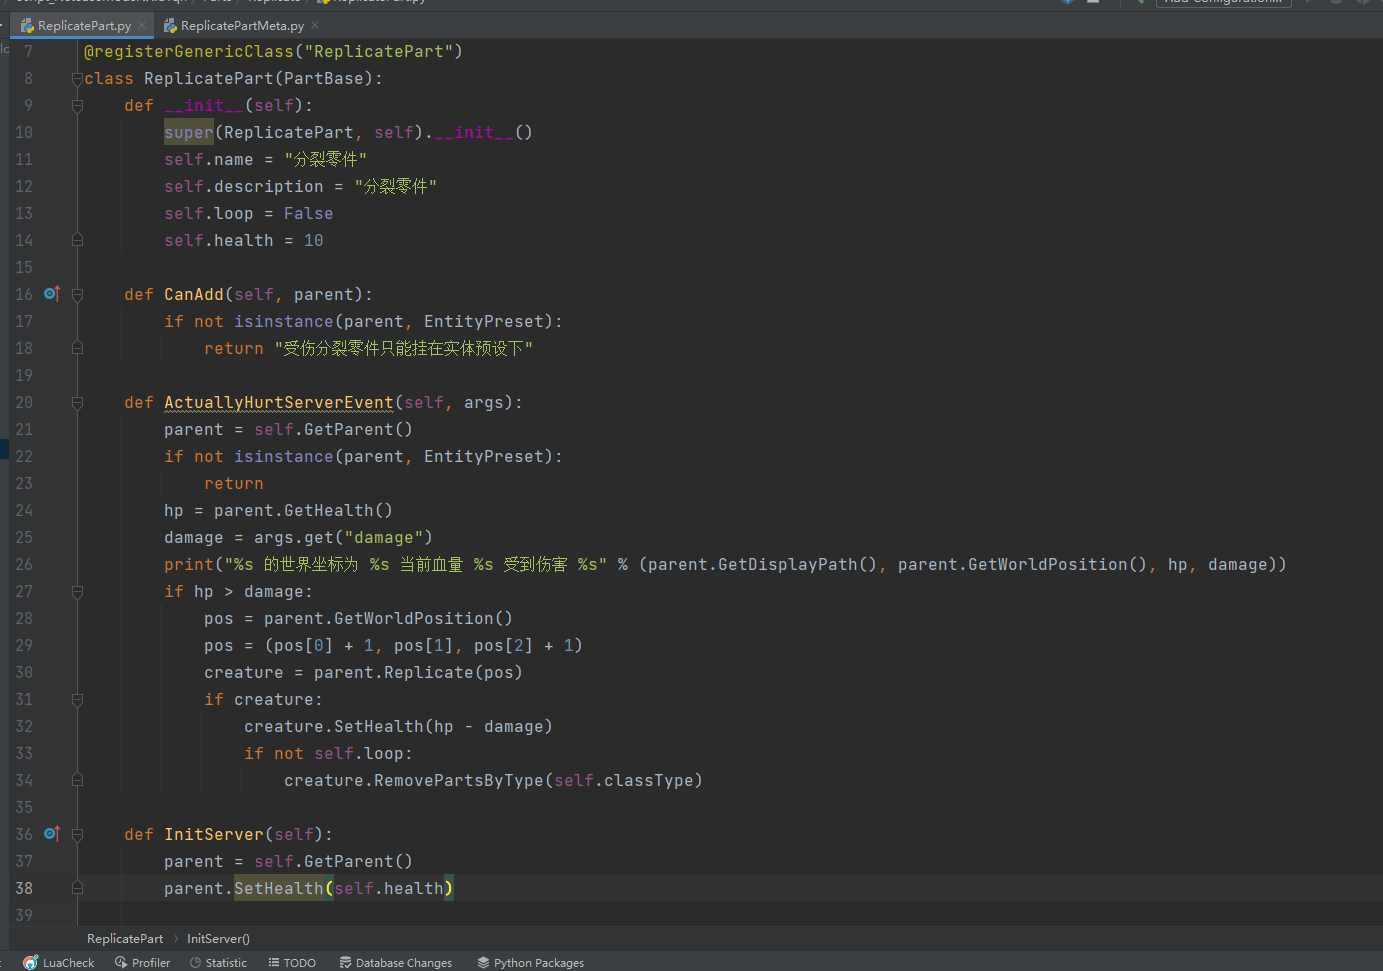 ReplicatePart.py
ReplicatePartMeta.py
7 @registerGenericClass("ReplicatePart")
8 class ReplicatePart(PartBase):
9     def __init__(self):
10         super(ReplicatePart, self).__init__()
11         self.name = "分裂零件"
12         self.description = "分裂零件"
13         self.loop = False
14         self.health = 10
15
16     def CanAdd(self, parent):
17         if not isinstance(parent, EntityPreset):
18             return "受伤分裂零件只能挂在实体预设下"
19
20     def ActuallyHurtServerEvent(self, args):
21         parent = self.GetParent()
22         if not isinstance(parent, EntityPreset):
23             return
24         hp = parent.GetHealth()
25         damage = args.get("damage")
26         print("%s 的世界坐标为 %s 当前血量 %s 受到伤害 %s" % (parent.GetDisplayPath(), parent.GetWorldPosition(), hp, damage))
27         if hp > damage:
28             pos = parent.GetWorldPosition()
29             pos = (pos[0] + 1, pos[1], pos[2] + 1)
30             creature = parent.Replicate(pos)
31             if creature:
32                 creature.SetHealth(hp - damage)
33                 if not self.loop:
34                     creature.RemovePartsByType(self.classType)
35
36     def InitServer(self):
37         parent = self.GetParent()
38         parent.SetHealth(self.health)
39
ReplicatePart › InitServer()
LuaCheck Profiler Statistic TODO Database Changes Python Packages